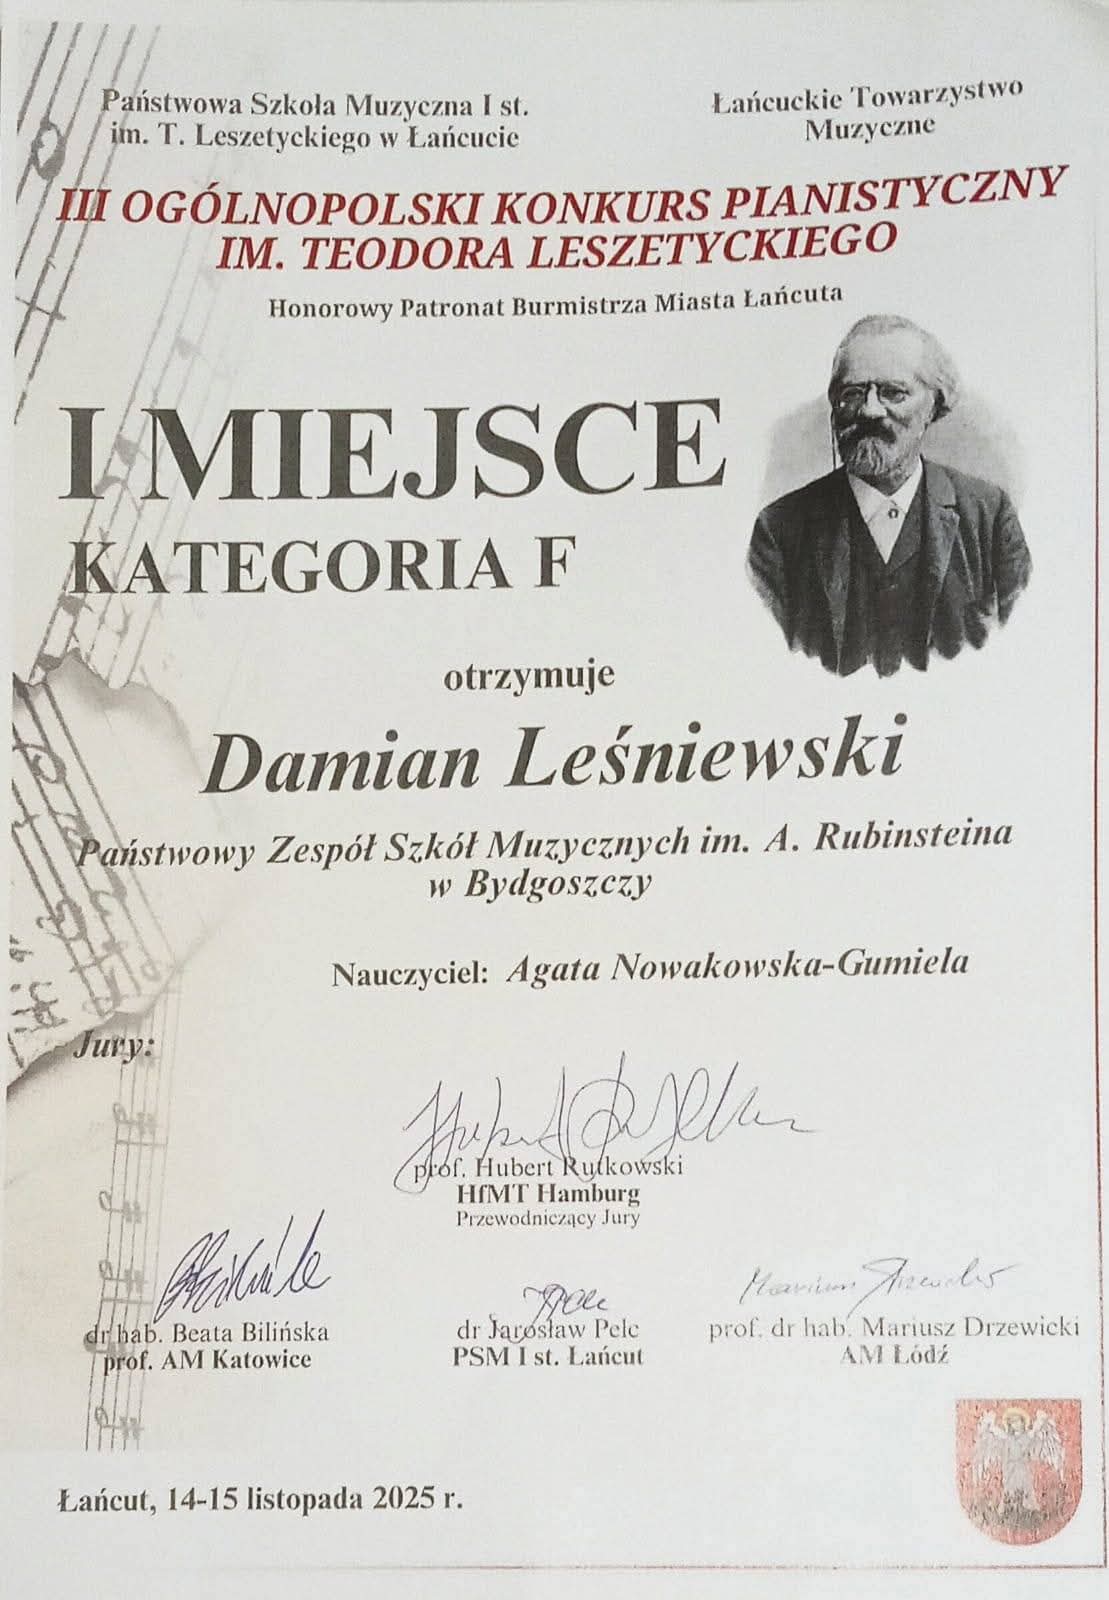 Państwowa Szkoła Muzyczna I st.
im. T. Leszetyckiego w Łańcucie
Łańcuckie Towarzystwo
Muzyczne
III OGÓLNOPOLSKI KONKURS PIANISTYCZNY
IM. TEODORA LESZETYCKIEGO
Honorowy Patronat Burmistrza Miasta Łańcuta
I MIEJSCE
KATEGORIA F
otrzymuje
Damian Leśniewski
Państwowy Zespół Szkół Muzycznych im. A. Rubinsteina
w Bydgoszczy
Nauczyciel: Agata Nowakowska-Gumiela
Jury:
prof. Hubert Rutkowski
HfMT Hamburg
Przewodniczący Jury
dr hab. Beata Bilińska
prof. AM Katowice
dr Jarosław Pelc
PSM I st. Łańcut
prof. dr hab. Mariusz Drzewicki
AM Łódź
Łańcut, 14-15 listopada 2025 r.